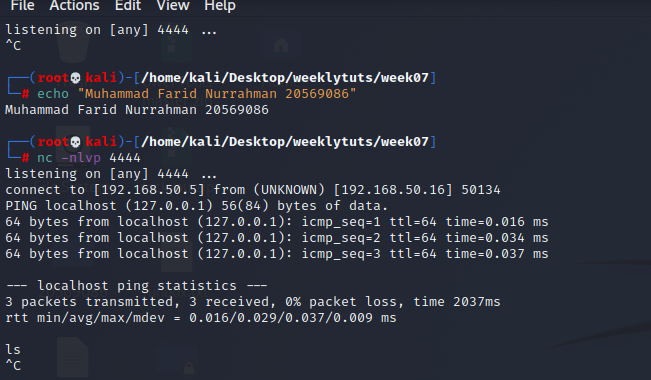 File Actions Edit View Help
listening on [any] 4444 ...
^C
┌──(root💀kali)-[/home/kali/Desktop/weeklytuts/week07]
└─# echo "Muhammad Farid Nurrahman 20569086"
Muhammad Farid Nurrahman 20569086
┌──(root💀kali)-[/home/kali/Desktop/weeklytuts/week07]
└─# nc -nlvp 4444
listening on [any] 4444 ...
connect to [192.168.50.5] from (UNKNOWN) [192.168.50.16] 50134
PING localhost (127.0.0.1) 56(84) bytes of data.
64 bytes from localhost (127.0.0.1): icmp_seq=1 ttl=64 time=0.016 ms
64 bytes from localhost (127.0.0.1): icmp_seq=2 ttl=64 time=0.034 ms
64 bytes from localhost (127.0.0.1): icmp_seq=3 ttl=64 time=0.037 ms
--- localhost ping statistics ---
3 packets transmitted, 3 received, 0% packet loss, time 2037ms
rtt min/avg/max/mdev = 0.016/0.029/0.037/0.009 ms
ls
^C